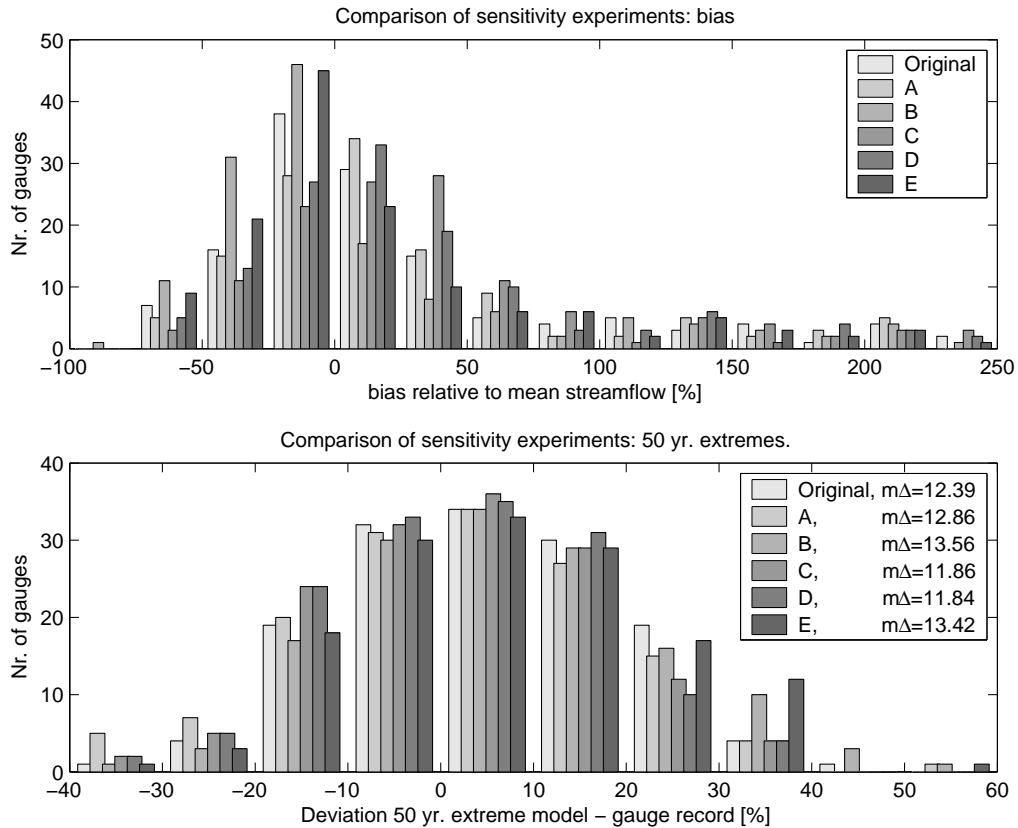 Comparison of sensitivity experiments: bias
50
40
30
20
10
0
Nr. of gauges
Original
A
B
C
D
E
−100 −50 0 50 100 150 200 250
bias relative to mean streamflow [%]
Comparison of sensitivity experiments: 50 yr. extremes.
40
30
20
10
0
Nr. of gauges
Original, mΔ=12.39
A, mΔ=12.86
B, mΔ=13.56
C, mΔ=11.86
D, mΔ=11.84
E, mΔ=13.42
−40 −30 −20 −10 0 10 20 30 40 50 60
Deviation 50 yr. extreme model − gauge record [%]